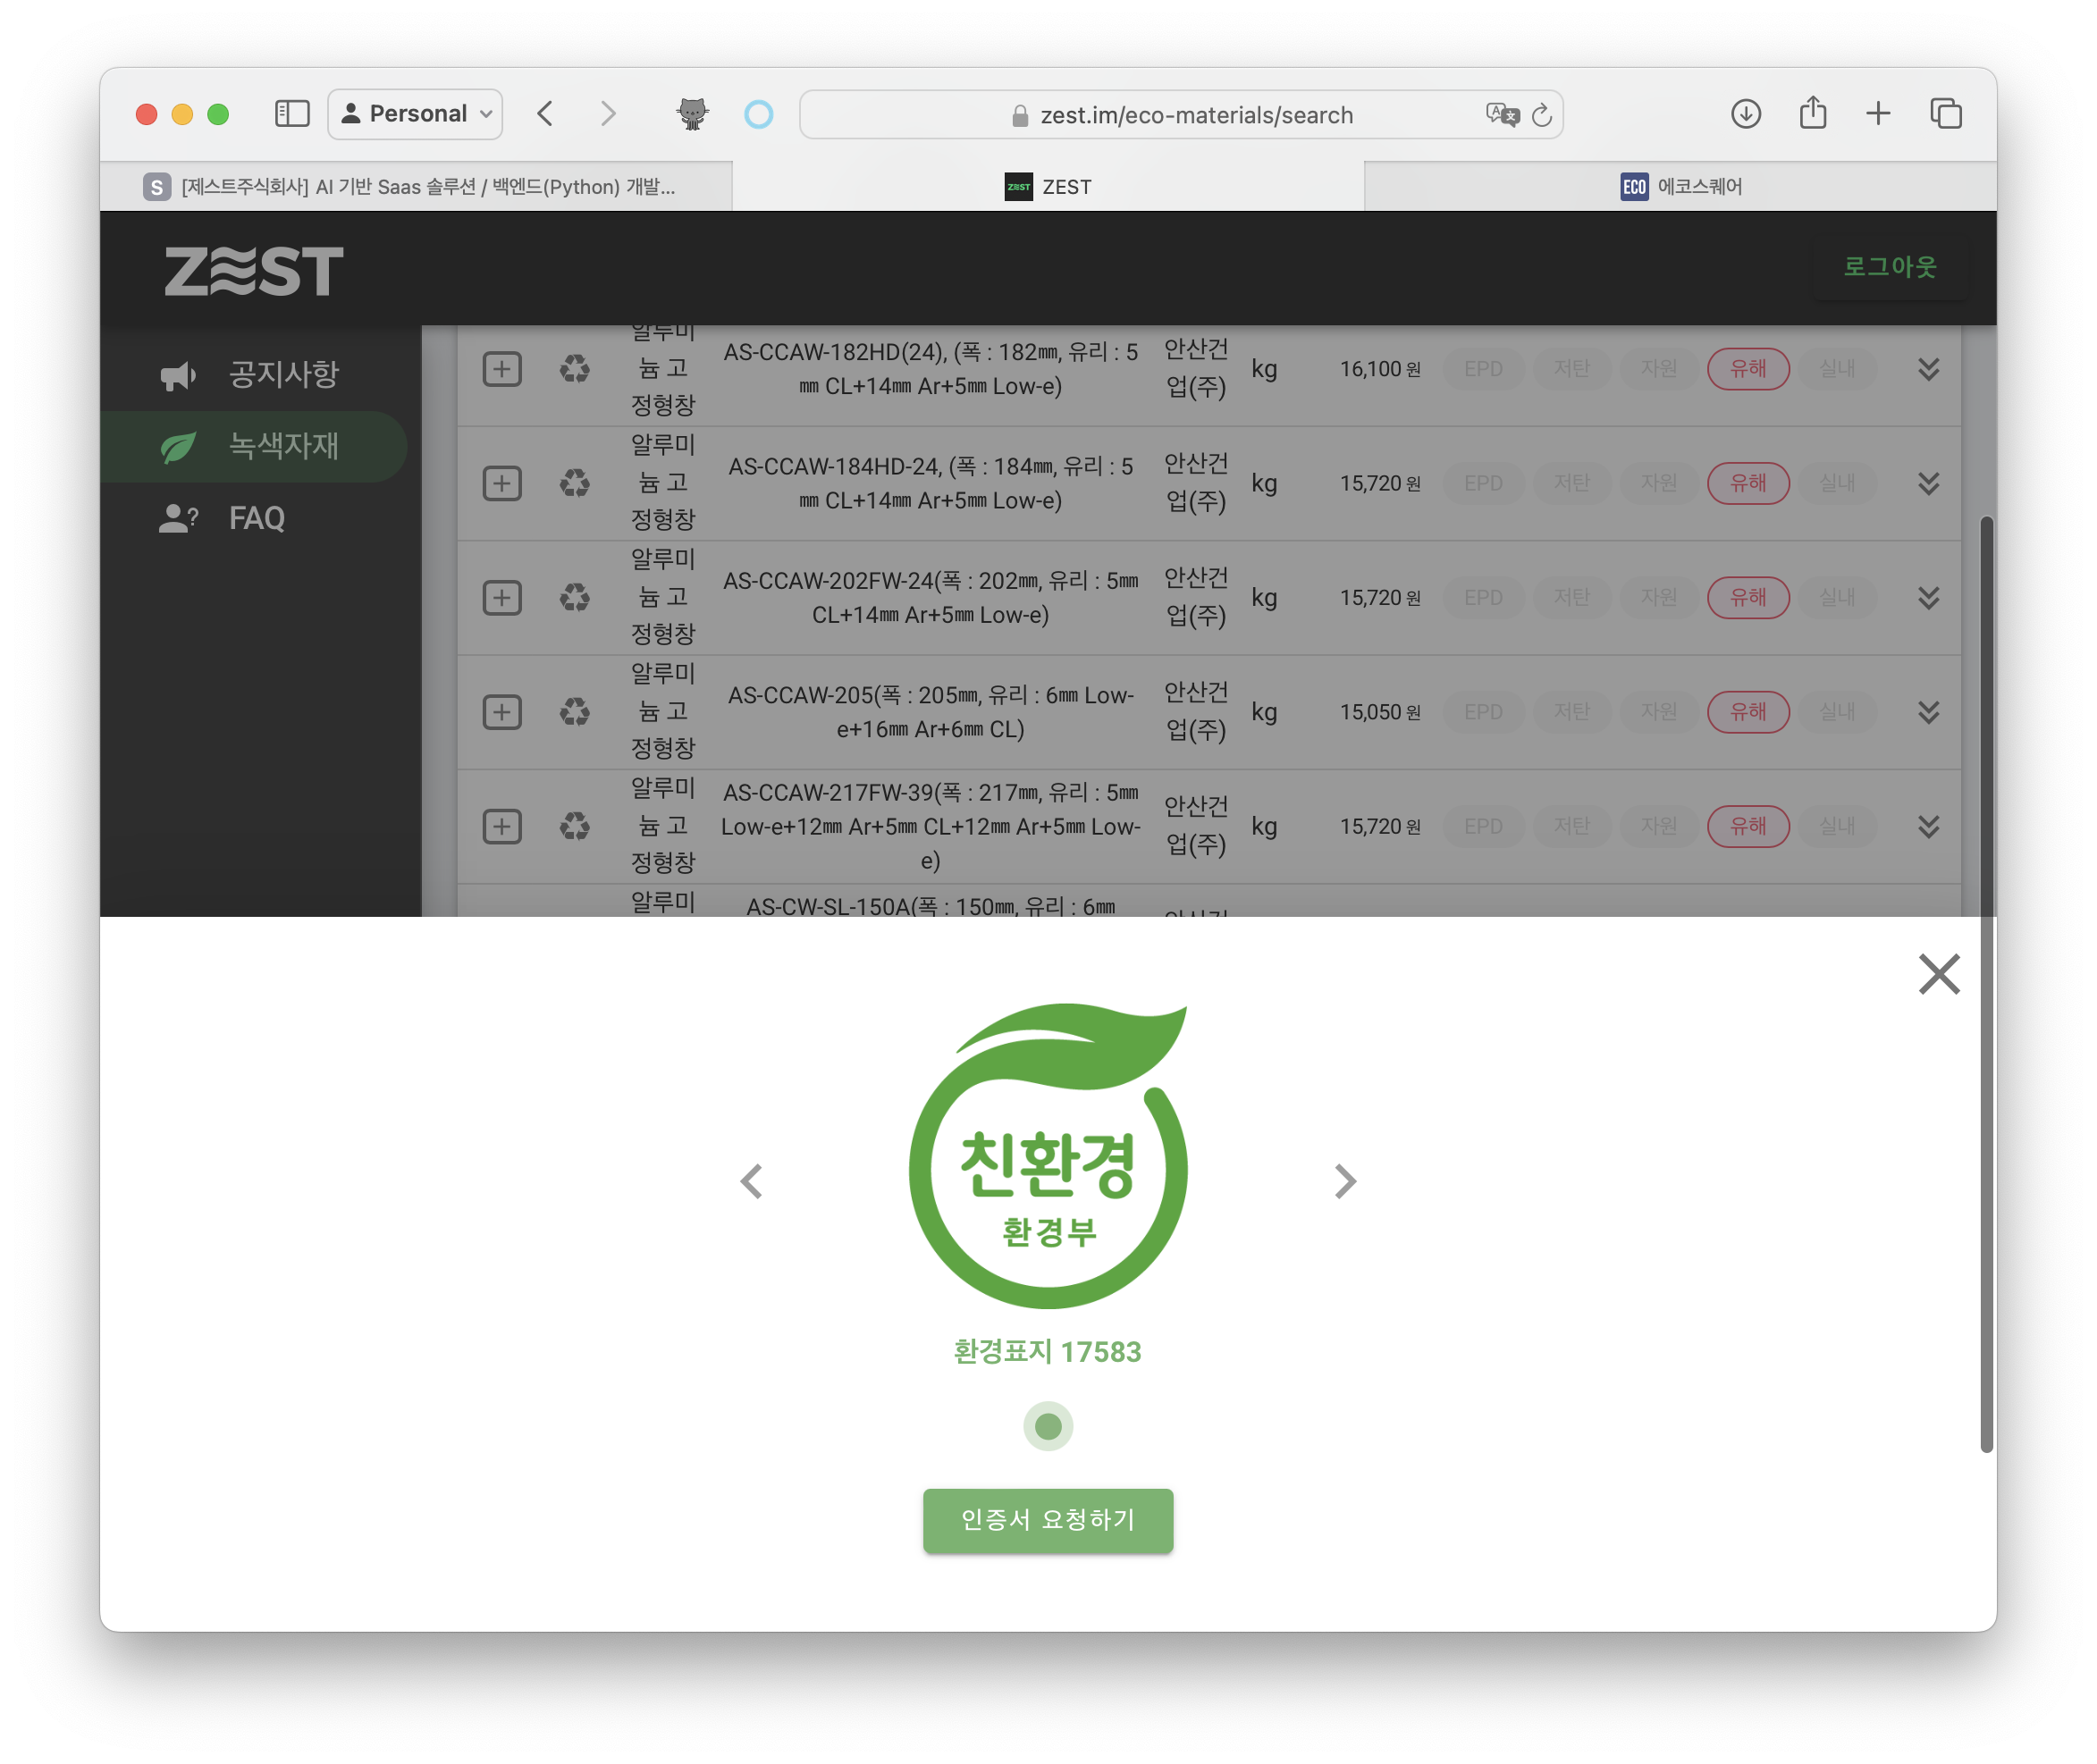 Personal
zest.im/eco-materials/search
S [제스트주식회사] AI 기반 Saas 솔루션 / 백엔드(Python) 개발...
ZEST ZEST
ECO 에코스퀘어
ZEST
로그아웃
공지사항
녹색자재
FAQ
알루미
늄 고
정형창
AS-CCAW-182HD(24), (폭 : 182㎜, 유리 : 5
㎜ CL+14㎜ Ar+5㎜ Low-e)
안산건
업(주)
kg
16,100 원
EPD 저탄 자원 유해 실내
알루미
늄 고
정형창
AS-CCAW-184HD-24, (폭 : 184㎜, 유리 : 5
㎜ CL+14㎜ Ar+5㎜ Low-e)
안산건
업(주)
kg
15,720 원
EPD 저탄 자원 유해 실내
알루미
늄 고
정형창
AS-CCAW-202FW-24(폭 : 202㎜, 유리 : 5㎜
CL+14㎜ Ar+5㎜ Low-e)
안산건
업(주)
kg
15,720 원
EPD 저탄 자원 유해 실내
알루미
늄 고
정형창
AS-CCAW-205(폭 : 205㎜, 유리 : 6㎜ Low-
e+16㎜ Ar+6㎜ CL)
안산건
업(주)
kg
15,050 원
EPD 저탄 자원 유해 실내
알루미
늄 고
정형창
AS-CCAW-217FW-39(폭 : 217㎜, 유리 : 5㎜
Low-e+12㎜ Ar+5㎜ CL+12㎜ Ar+5㎜ Low-
e)
안산건
업(주)
kg
15,720 원
EPD 저탄 자원 유해 실내
알루미
AS-CW-SL-150A(폭 : 150㎜, 유리 : 6㎜
안산건
친환경
환경부
환경표지 17583
인증서 요청하기